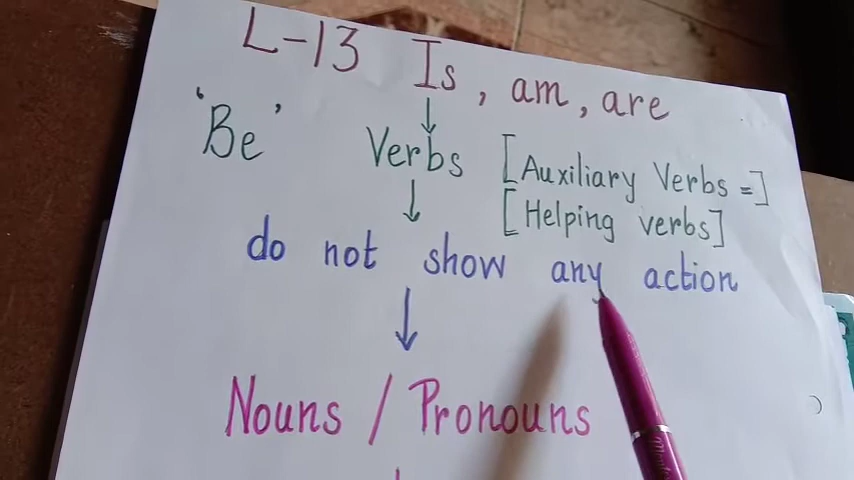 L-13 Is, am, are
'Be' Verbs [Auxiliary Verbs =]
[Helping verbs]
do not show any action
Nouns / Pronouns